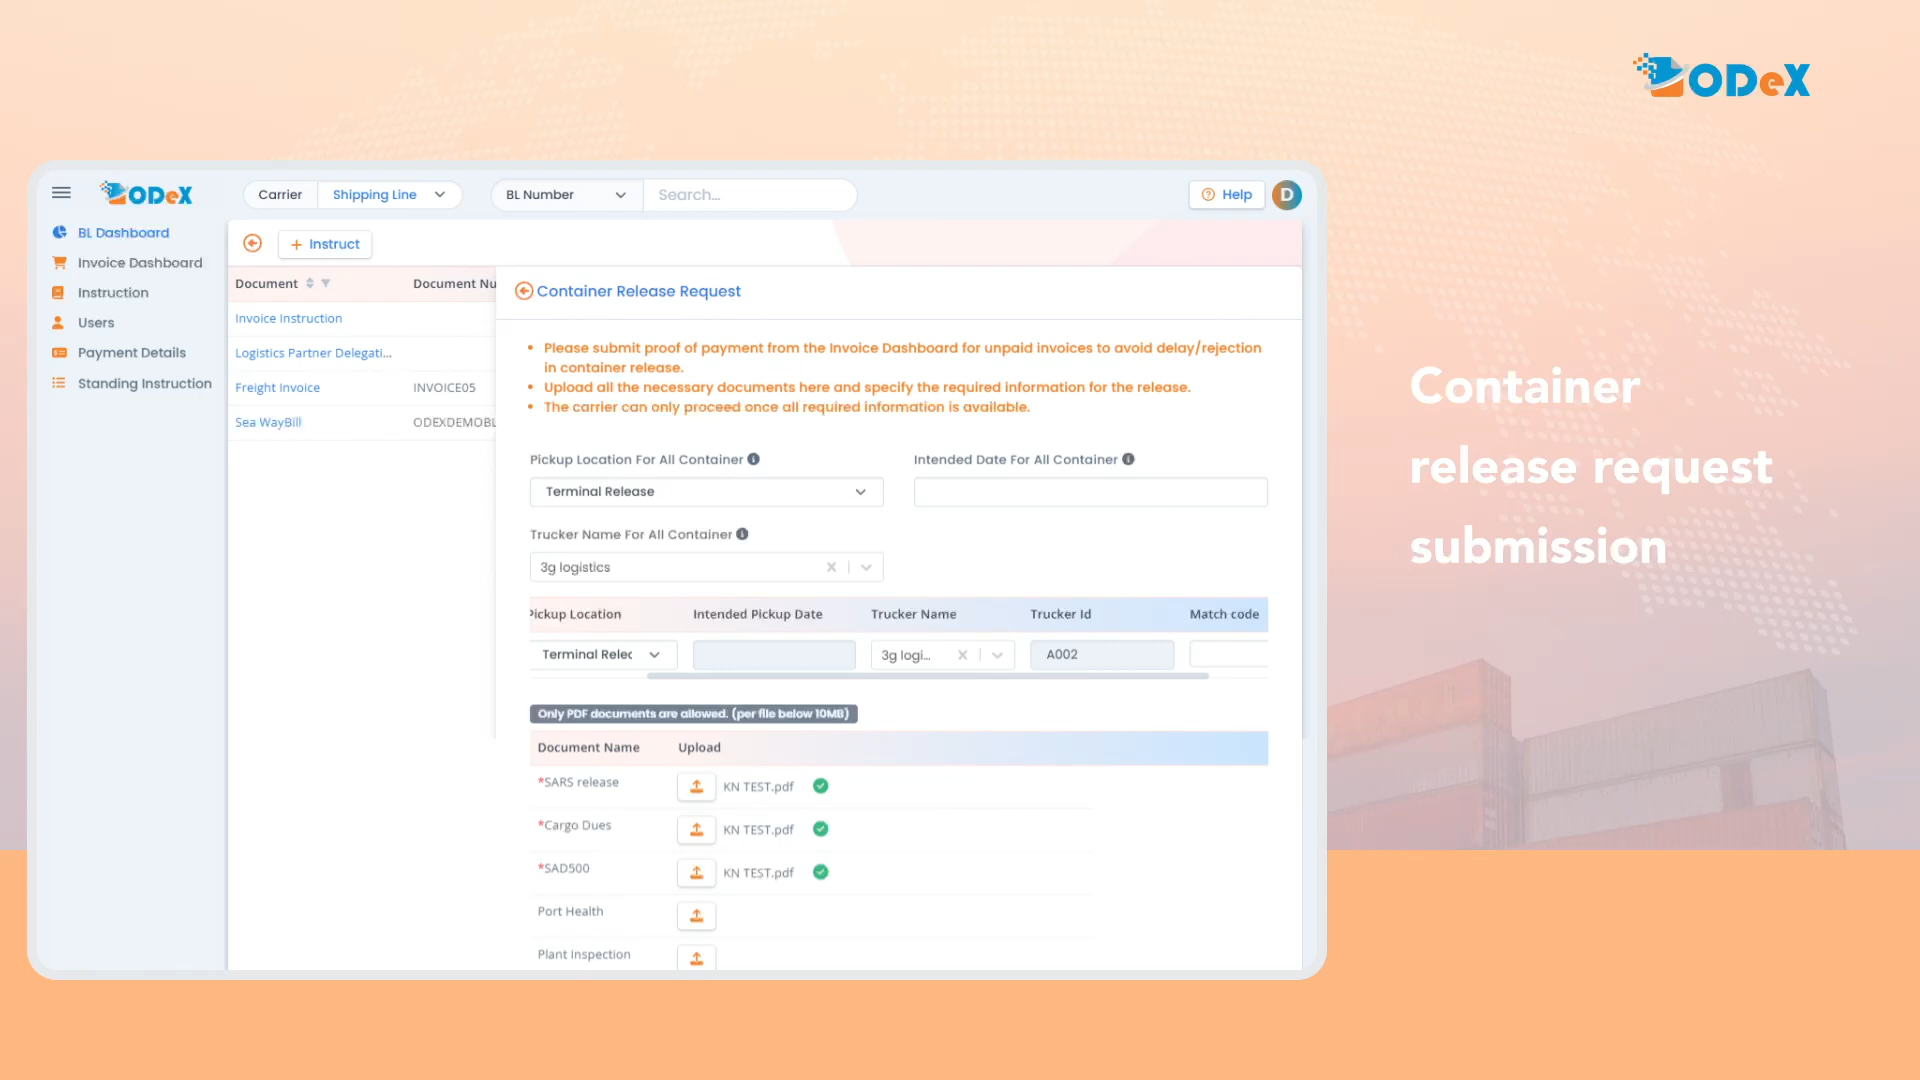 ODeX
ODeX
Carrier
Shipping Line
BL Number
Search...
Help
D
BL Dashboard
Invoice Dashboard
Instruction
Users
Payment Details
Standing Instruction
+ Instruct
Document
Document Nu
Invoice Instruction
Logistics Partner Delegati...
Freight Invoice
INVOICE05
Sea WayBill
ODEXDEMOBL
Container Release Request
• Please submit proof of payment from the Invoice Dashboard for unpaid invoices to avoid delay/rejection
in container release.
• Upload all the necessary documents here and specify the required information for the release.
• The carrier can only proceed once all required information is available.
Pickup Location For All Container
Intended Date For All Container
Terminal Release
Trucker Name For All Container
3g logistics
Pickup Location
Intended Pickup Date
Trucker Name
Trucker Id
Match code
Terminal Relec
3g logi...
A002
Only PDF documents are allowed. (per file below 10MB)
Document Name
Upload
*SARS release
KN TEST.pdf
*Cargo Dues
KN TEST.pdf
*SAD500
KN TEST.pdf
Port Health
Plant Inspection
Container
release request
submission